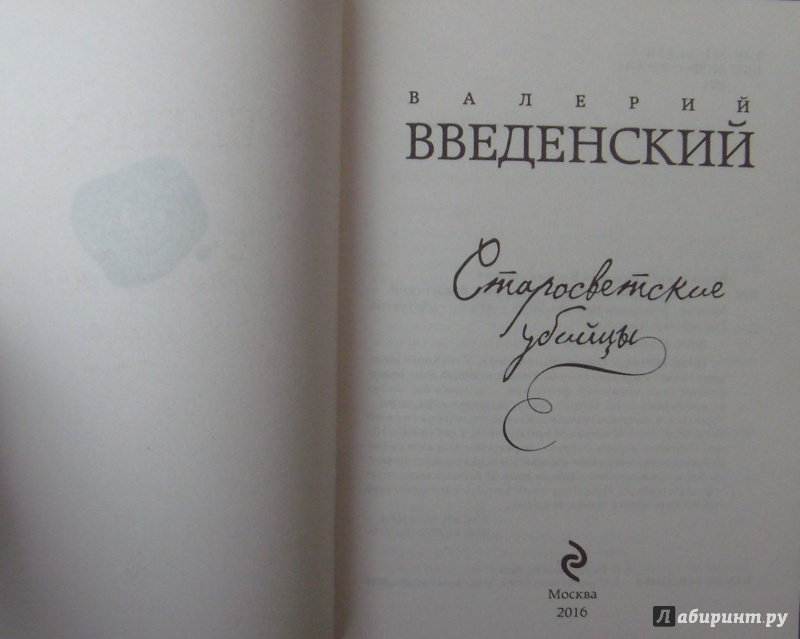 ВАЛЕРИЙ
ВВЕДЕНСКИЙ
Старосветские
убийцы
Москва
2016
Лабиринт.ру